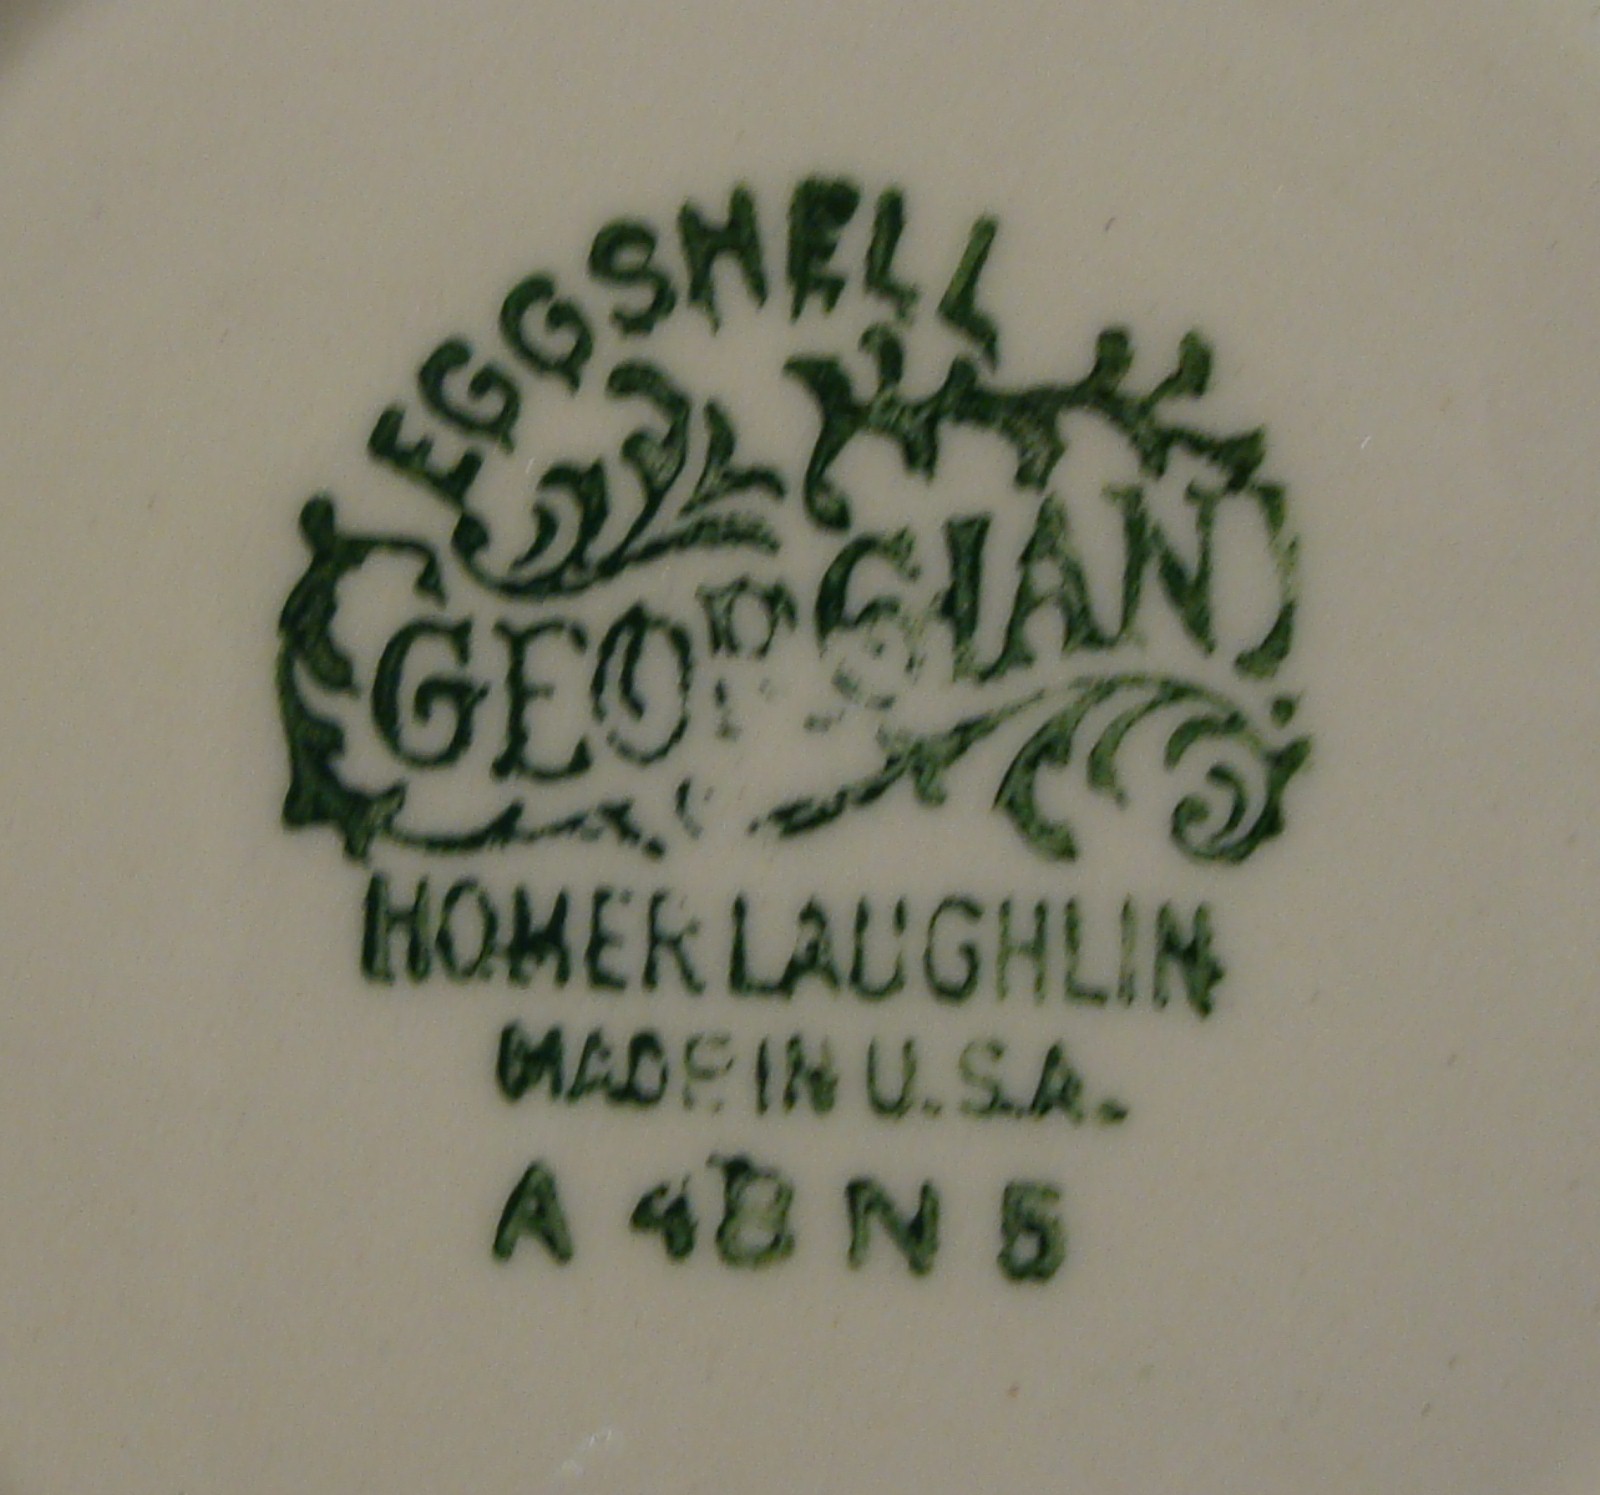 EGGSHELL
GEORGIAN
HOMER LAUGHLIN
MADE IN U.S.A.
A 48 N 5